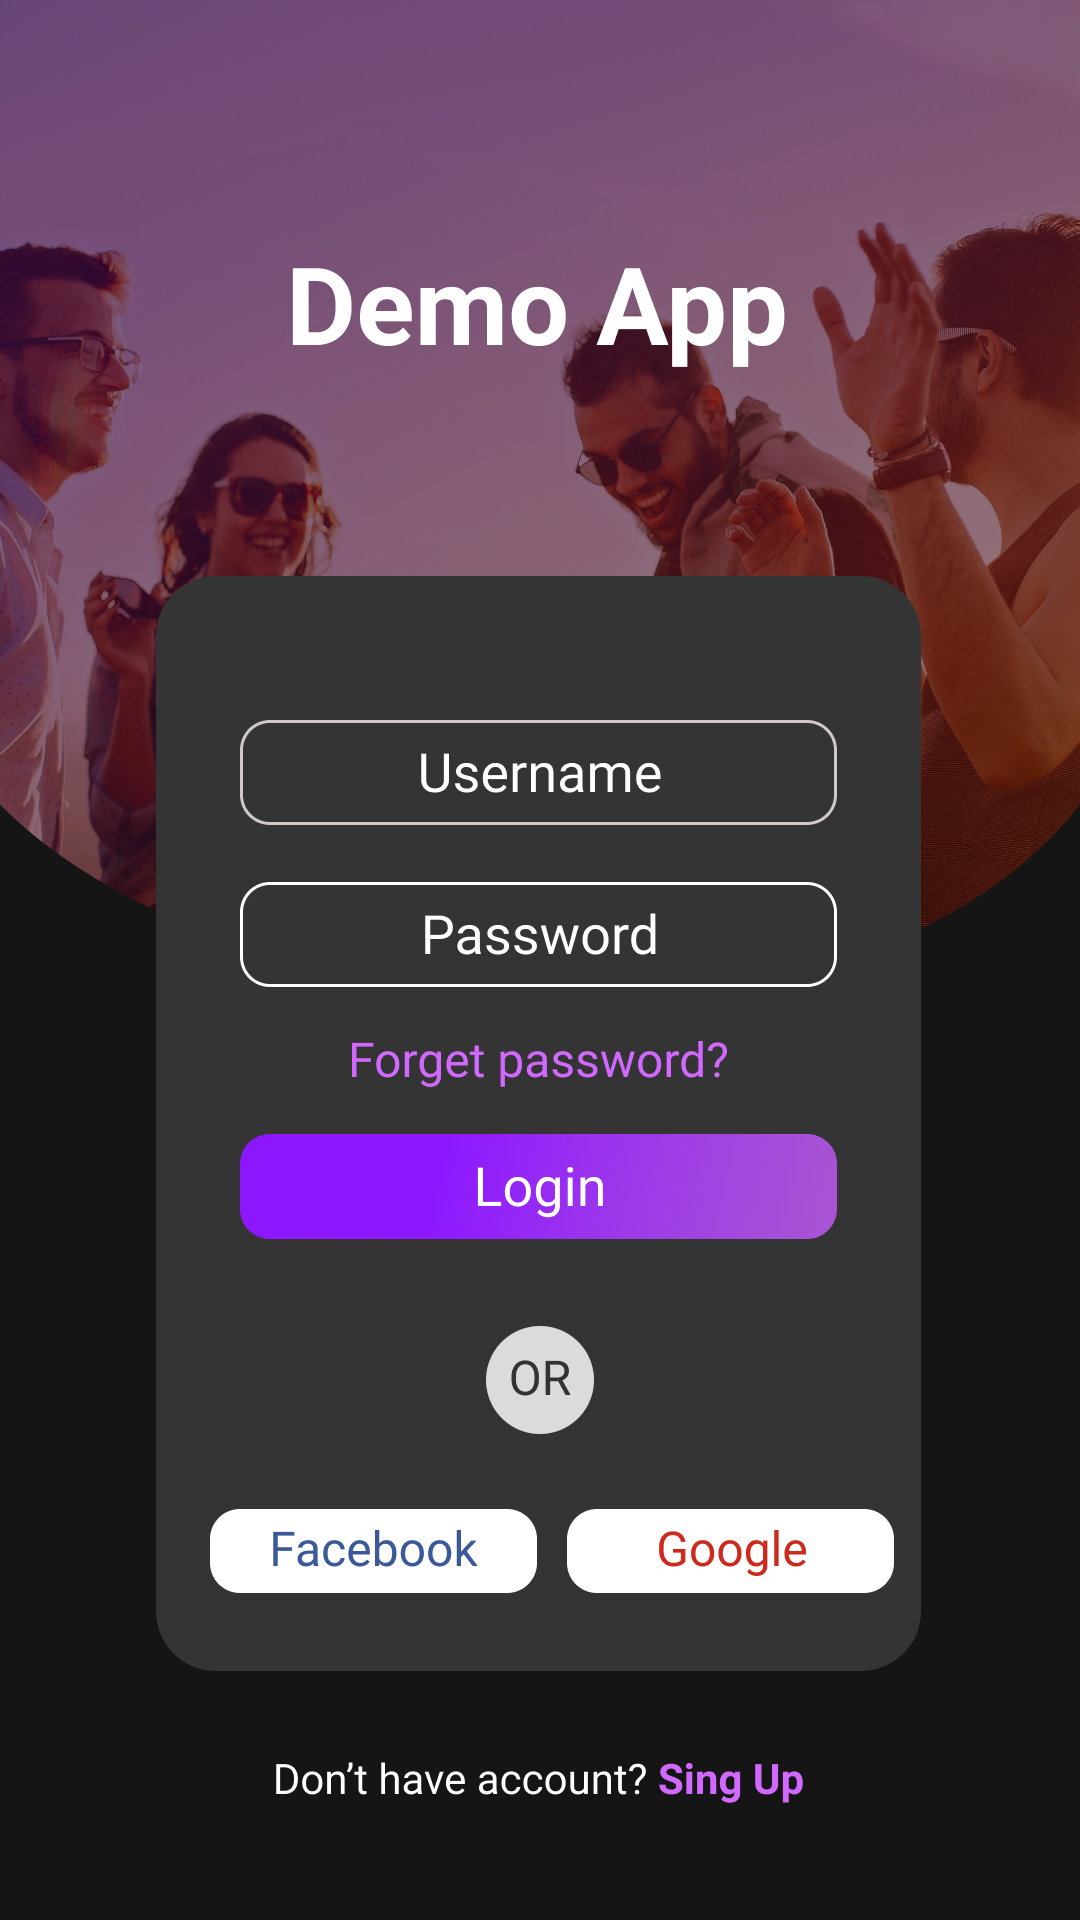 Demo App
Username
Password
Forget password?
Login
OR
Facebook Google
Don’t have account? Sing Up